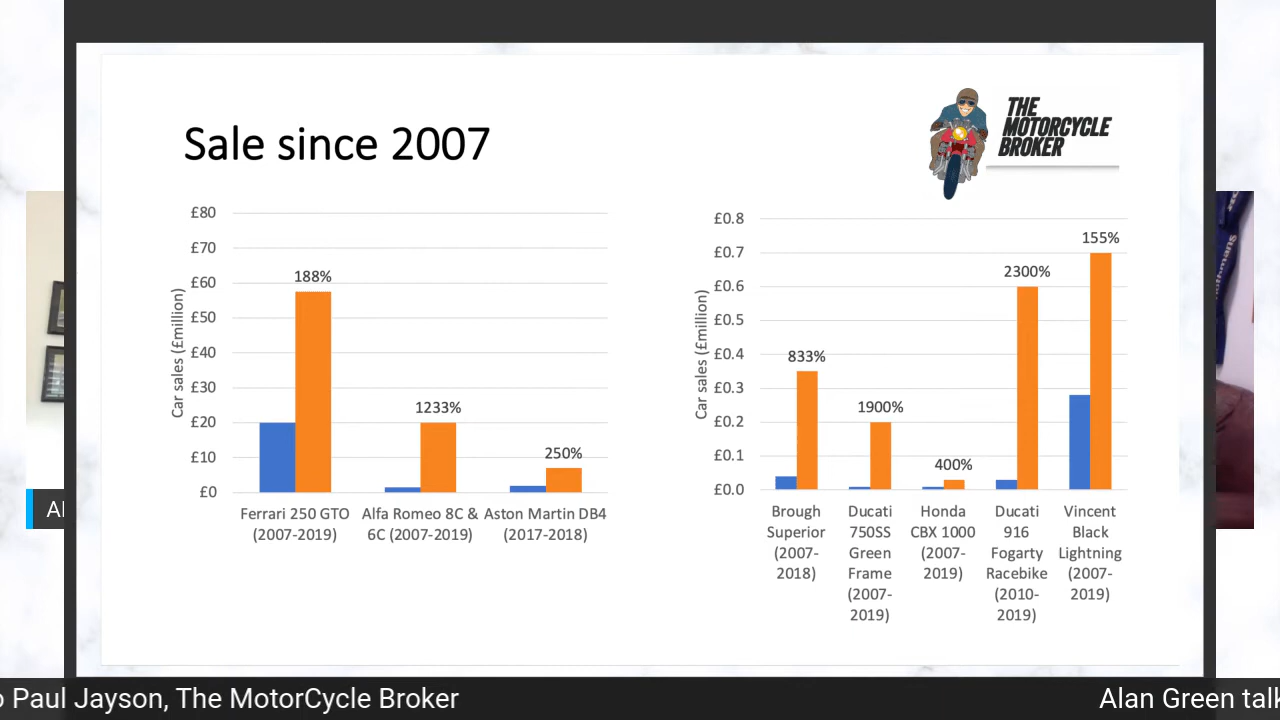 Sale since 2007
THE
MOTORCYCLE
BROKER
£80
£70
£60
£50
£40
£30
£20
£10
£0
Car sales (£million)
188%
1233%
250%
Ferrari 250 GTO
(2007-2019)
Alfa Romeo 8C &
6C (2007-2019)
Aston Martin DB4
(2017-2018)
£0.8
£0.7
£0.6
£0.5
£0.4
£0.3
£0.2
£0.1
£0.0
Car sales (£million)
833%
1900%
400%
2300%
155%
Brough
Superior
(2007-
2018)
Ducati
750SS
Green
Frame
(2007-
2019)
Honda
CBX 1000
(2007-
2019)
Ducati
916
Fogarty
Racebike
(2010-
2019)
Vincent
Black
Lightning
(2007-
2019)
Al
o Paul Jayson, The MotorCycle Broker
Alan Green talk